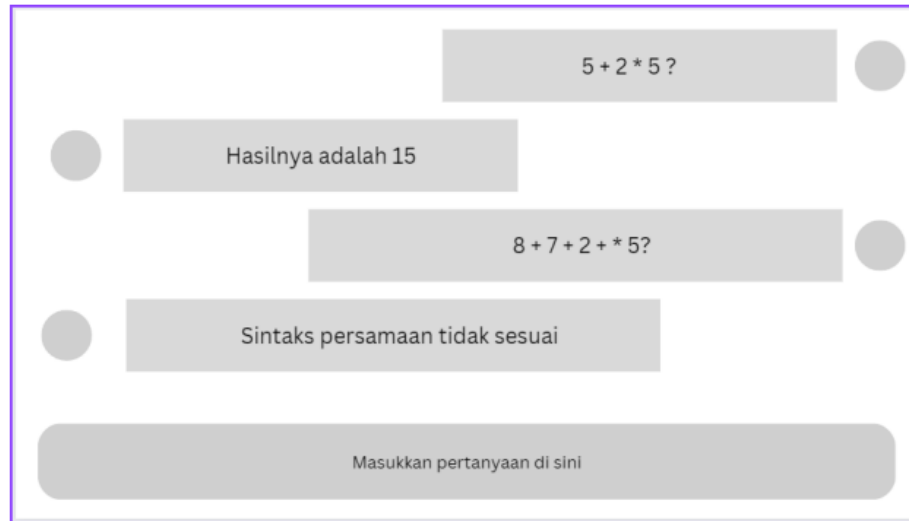 5 + 2 * 5 ?
Hasilnya adalah 15
8 + 7 + 2 + * 5?
Sintaks persamaan tidak sesuai
Masukkan pertanyaan di sini